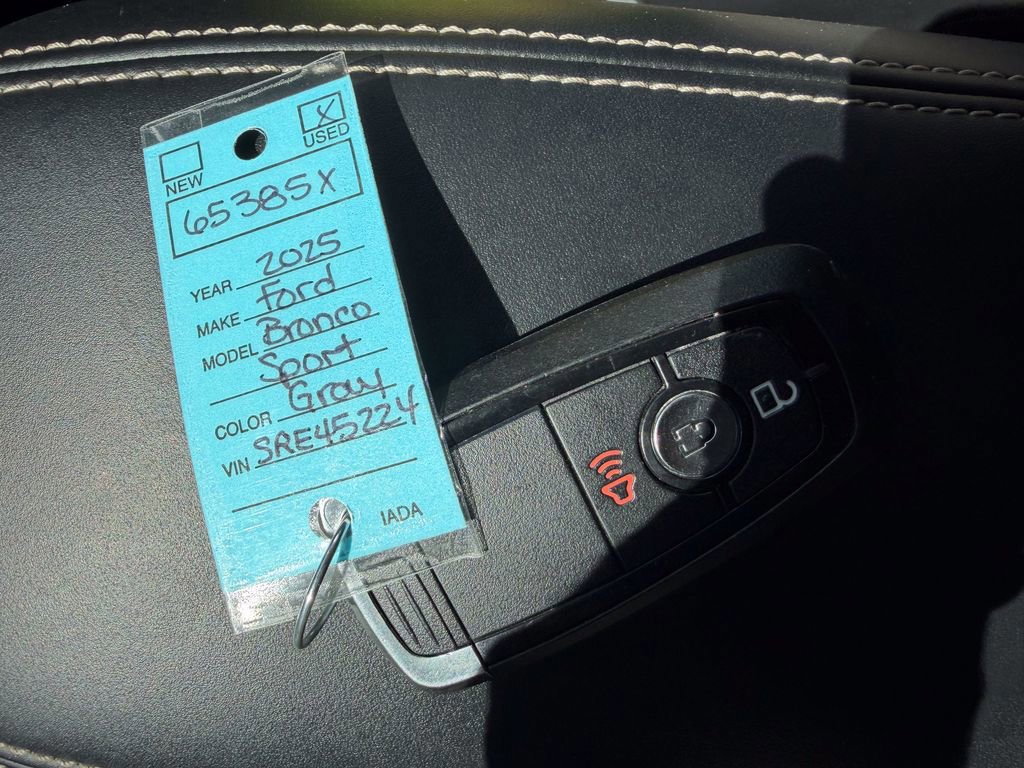 X
NEW USED
65385X
YEAR 2025
MAKE Ford
MODEL Bronco
Sport
COLOR Gray
VIN SRE45224
IADA